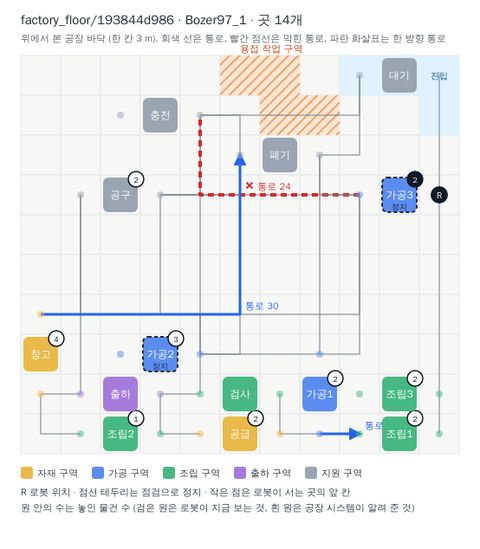 factory_floor/193844d986 · Bozer97_1 · 곳 14개
위에서 본 공장 바닥 (한 칸 3 m). 회색 선은 통로, 빨간 점선은 막힌 통로, 파란 화살표는 한 방향 통로
용접 작업 구역
대기
진입
충전
폐기
공구
2
✖ 통로 24
가공3
정지
2
R
통로 30
창고
4
가공2
정지
3
출하
검사
가공1
2
조립3
2
조립2
1
공급
2
통로
조립1
2
자재 구역
가공 구역
조립 구역
출하 구역
지원 구역
R 로봇 위치 · 점선 테두리는 점검으로 정지 · 작은 점은 로봇이 서는 곳의 앞 칸
원 안의 수는 놓인 물건 수 (검은 원은 로봇이 지금 보는 것, 흰 원은 공장 시스템이 알려 준 것)